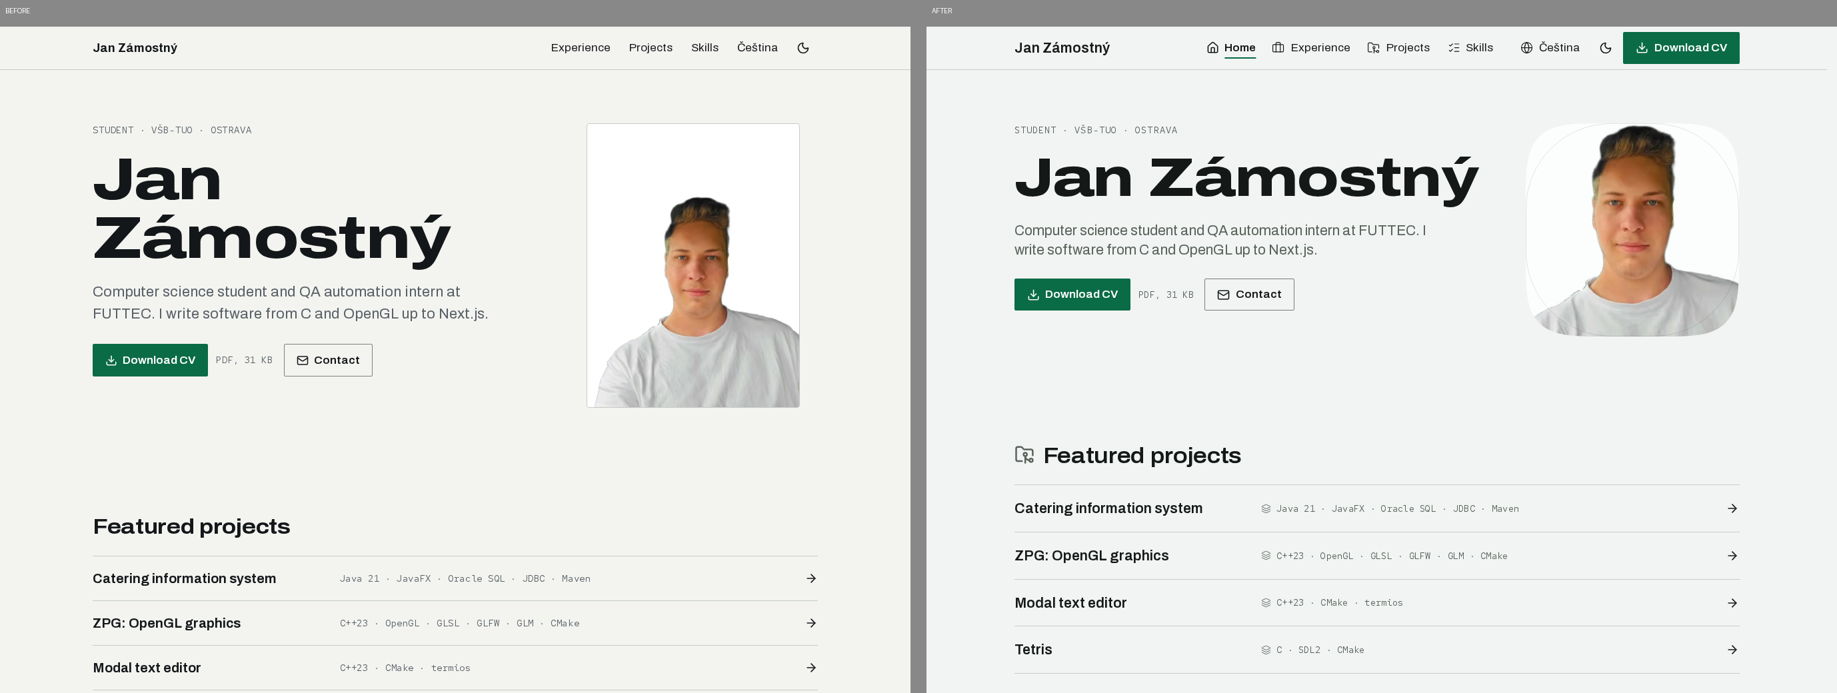 BEFORE
Jan Zámostný
Experience Projects Skills Čeština
STUDENT · VŠB-TUO · OSTRAVA
Jan
Zámostný
Computer science student and QA automation intern at
FUTTEC. I write software from C and OpenGL up to Next.js.
Download CV PDF, 31 KB Contact
Featured projects
Catering information system Java 21 · JavaFX · Oracle SQL · JDBC · Maven
ZPG: OpenGL graphics C++23 · OpenGL · GLSL · GLFW · GLM · CMake
Modal text editor C++23 · CMake · termios
AFTER
Jan Zámostný
Home Experience Projects Skills Čeština Download CV
STUDENT · VŠB-TUO · OSTRAVA
Jan Zámostný
Computer science student and QA automation intern at FUTTEC. I
write software from C and OpenGL up to Next.js.
Download CV PDF, 31 KB Contact
Featured projects
Catering information system Java 21 · JavaFX · Oracle SQL · JDBC · Maven
ZPG: OpenGL graphics C++23 · OpenGL · GLSL · GLFW · GLM · CMake
Modal text editor C++23 · CMake · termios
Tetris C · SDL2 · CMake